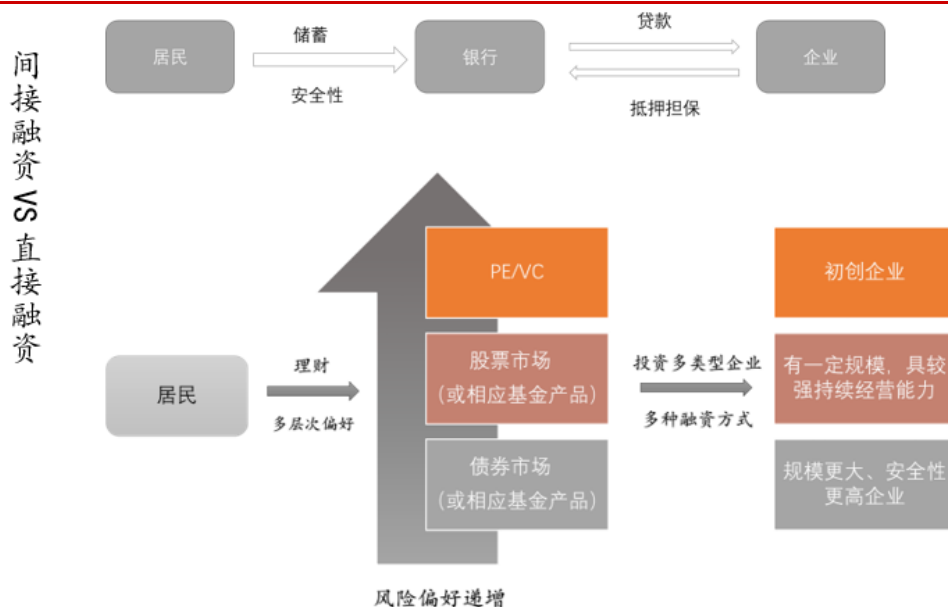 间接融资VS直接融资
居民
储蓄
安全性
银行
贷款
抵押担保
企业
居民
理财
多层次偏好
PE/VC
股票市场
（或相应基金产品）
债券市场
（或相应基金产品）
投资多类型企业
多种融资方式
初创企业
有一定规模，具较
强持续经营能力
规模更大、安全性
更高企业
风险偏好递增